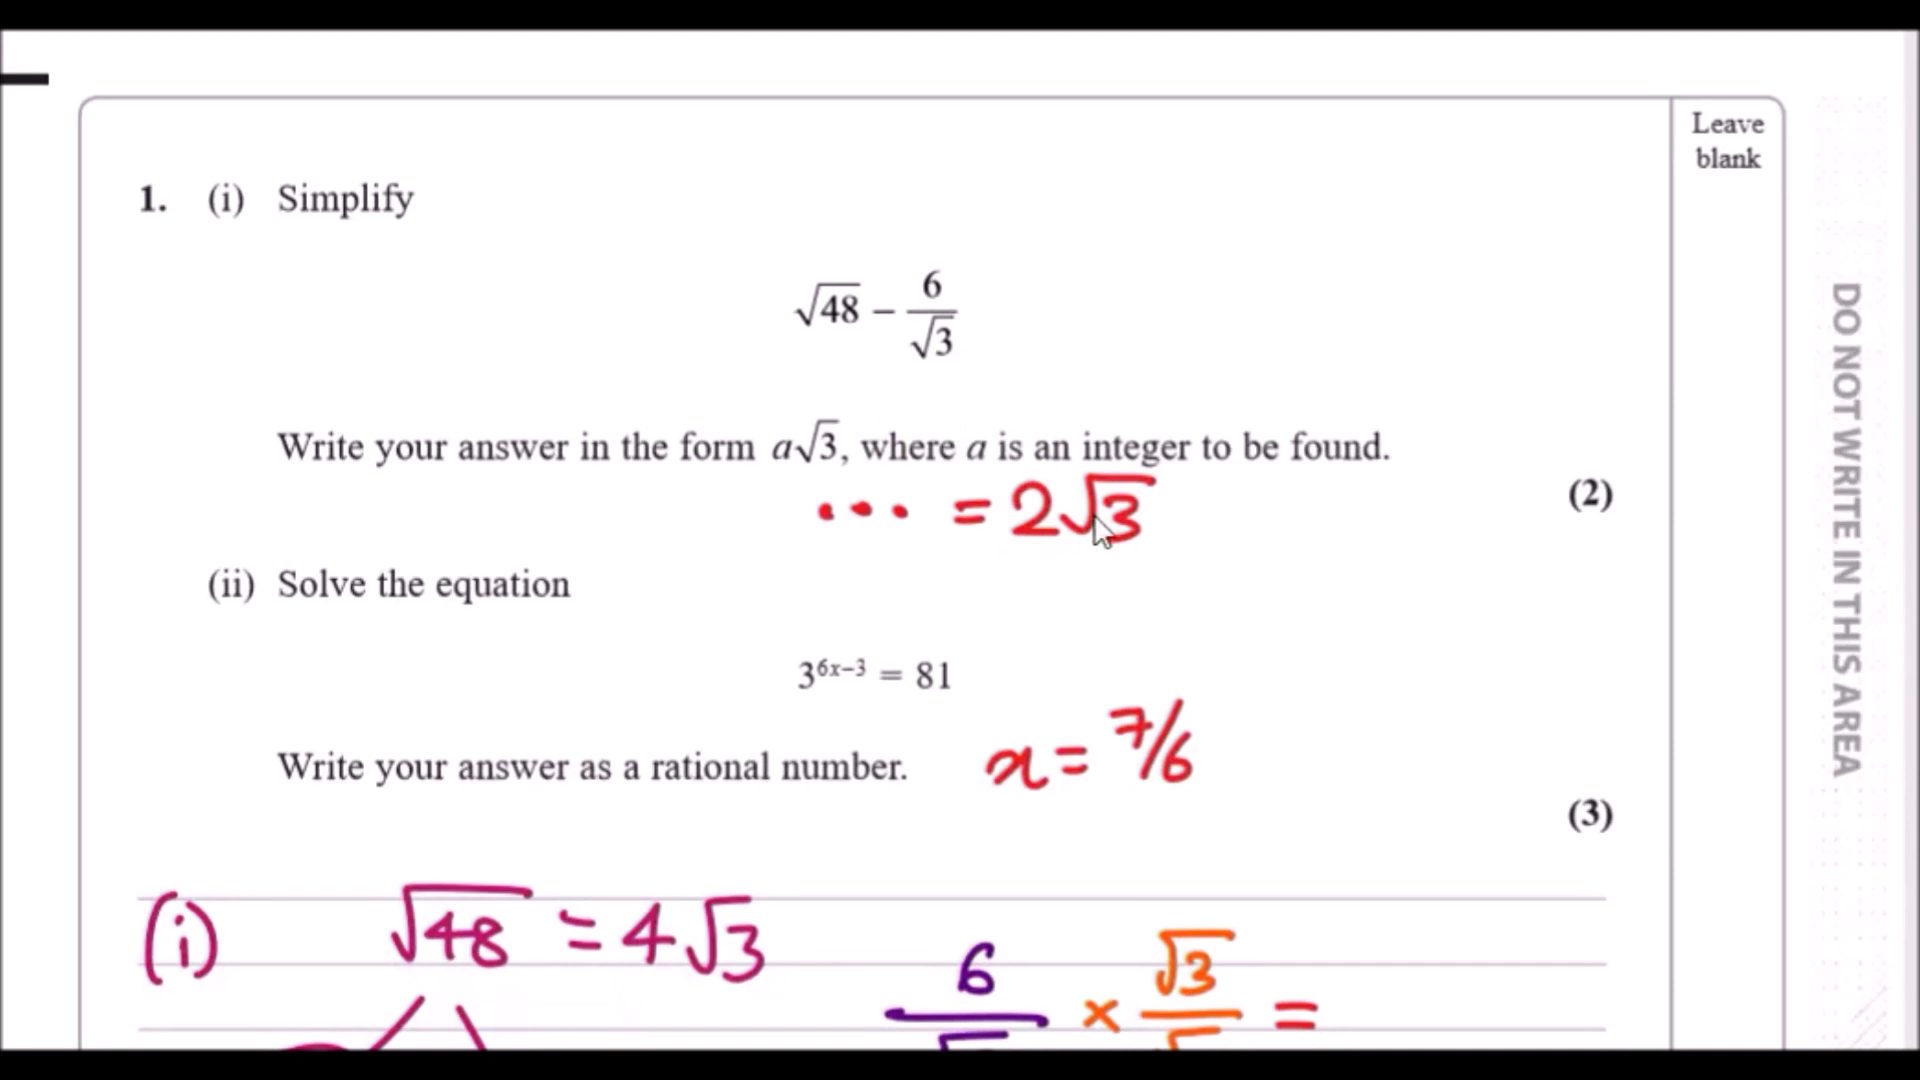 Leave
blank
1. (i) Simplify
√48 − 6/√3
Write your answer in the form a√3, where a is an integer to be found.
(2)
... = 2√3
(ii) Solve the equation
3^(6x−3) = 81
Write your answer as a rational number.
x = 7/6
(3)
(i) √48 = 4√3
6/√ × √3/√ =
DO NOT WRITE IN THIS AREA